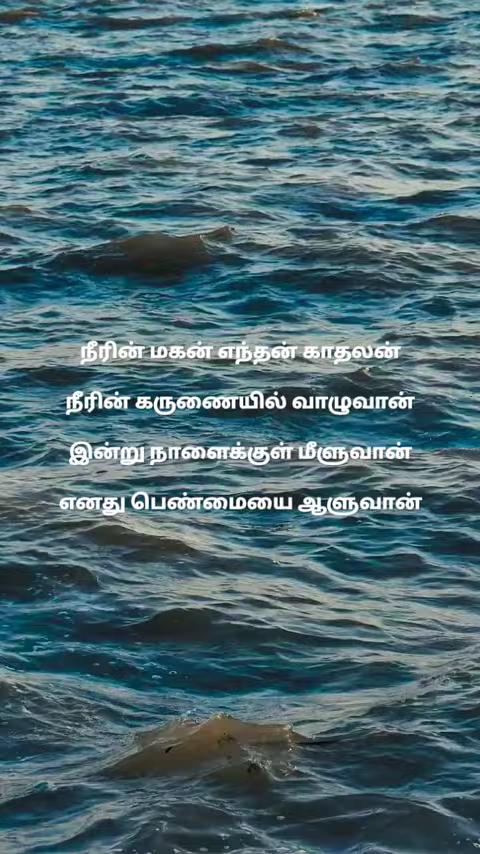 நீரின் மகன் எந்தன் காதலன்
நீரின் கருணையில் வாழுவான்
இன்று நாளைக்குள் மீளுவான்
எனது பெண்மையை ஆளுவான்